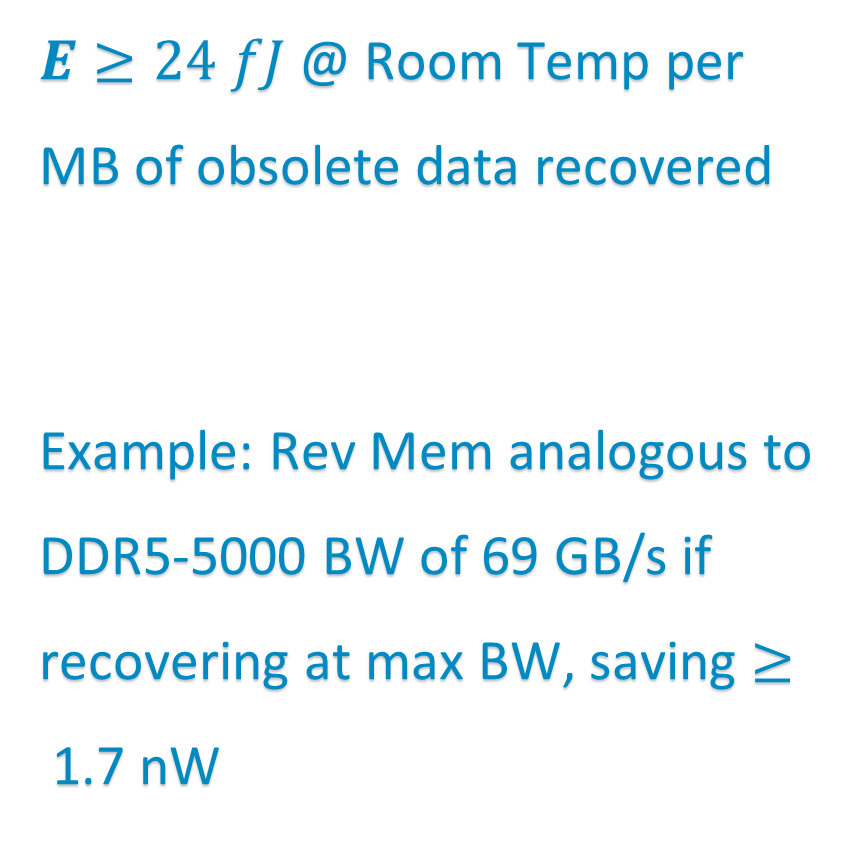 E ≥ 24 fJ @ Room Temp per
MB of obsolete data recovered
Example: Rev Mem analogous to
DDR5-5000 BW of 69 GB/s if
recovering at max BW, saving ≥
1.7 nW